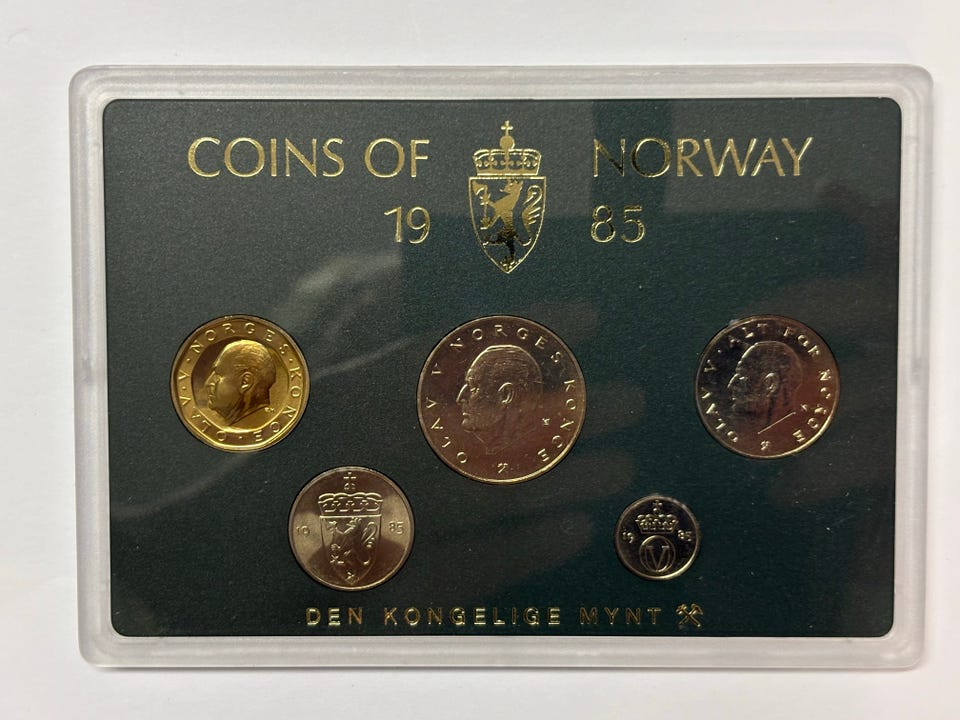 COINS OF NORWAY
19 85
OLAV·V·NORGES·KONGE
OLAV V NORGES KONGE
K
OLAV·V·ALT FOR NORGE
19 85
19 85
V
DEN KONGELIGE MYNT